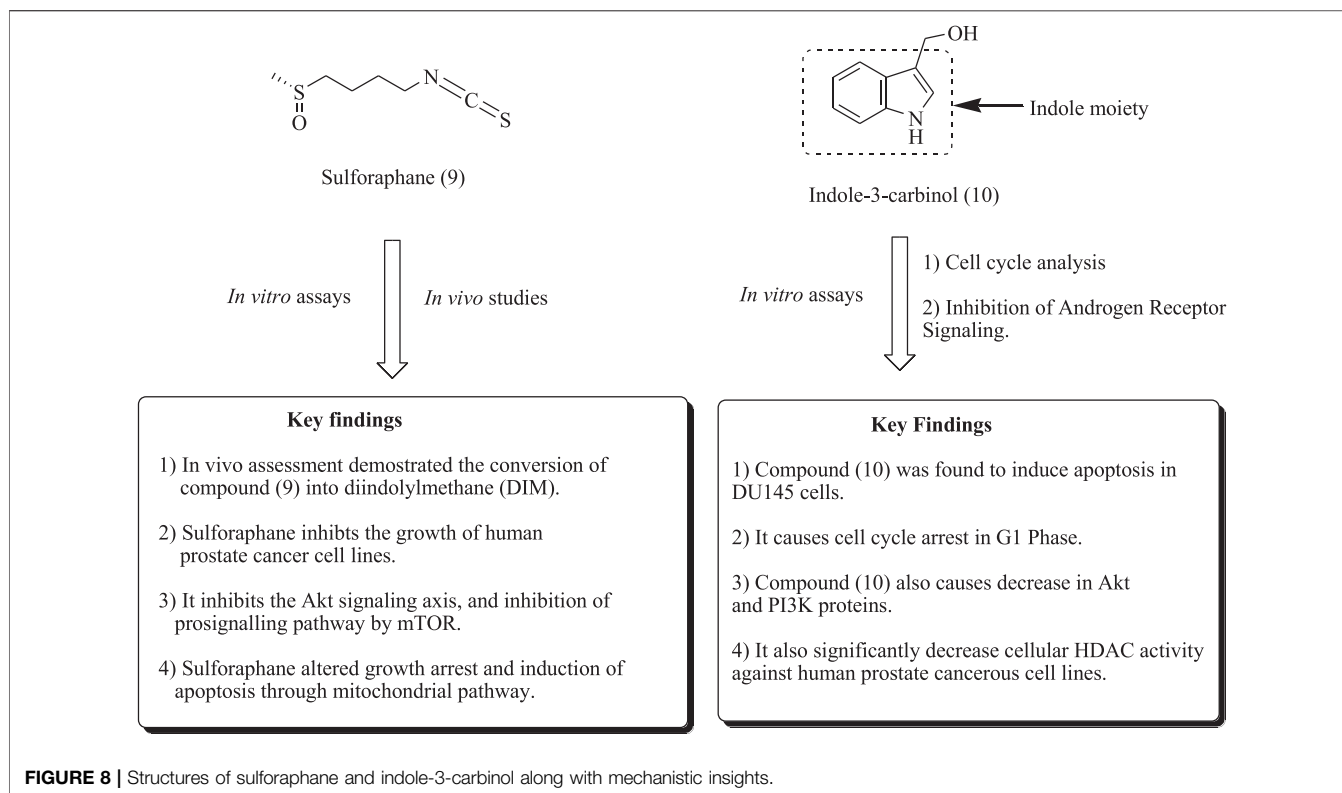 S
O
N
C
S
Sulforaphane (9)
OH
N
H
Indole moiety
Indole-3-carbinol (10)
In vitro assays
In vivo studies
In vitro assays
1) Cell cycle analysis
2) Inhibition of Androgen Receptor
Signaling.
Key findings
1) In vivo assessment demostrated the conversion of
compound (9) into diindolylmethane (DIM).
2) Sulforaphane inhibts the growth of human
prostate cancer cell lines.
3) It inhibits the Akt signaling axis, and inhibition of
prosignalling pathway by mTOR.
4) Sulforaphane altered growth arrest and induction of
apoptosis through mitochondrial pathway.
Key Findings
1) Compound (10) was found to induce apoptosis in
DU145 cells.
2) It causes cell cycle arrest in G1 Phase.
3) Compound (10) also causes decrease in Akt
and PI3K proteins.
4) It also significantly decrease cellular HDAC activity
against human prostate cancerous cell lines.
FIGURE 8 | Structures of sulforaphane and indole-3-carbinol along with mechanistic insights.